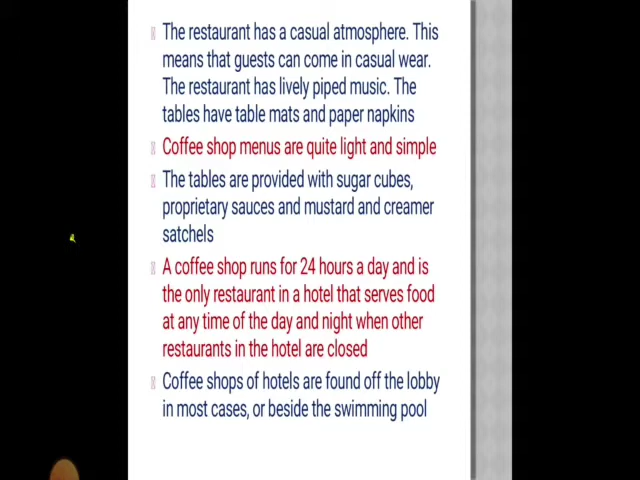 The restaurant has a casual atmosphere. This
means that guests can come in casual wear.
The restaurant has lively piped music. The
tables have table mats and paper napkins
Coffee shop menus are quite light and simple
The tables are provided with sugar cubes,
proprietary sauces and mustard and creamer
satchels
A coffee shop runs for 24 hours a day and is
the only restaurant in a hotel that serves food
at any time of the day and night when other
restaurants in the hotel are closed
Coffee shops of hotels are found off the lobby
in most cases, or beside the swimming pool